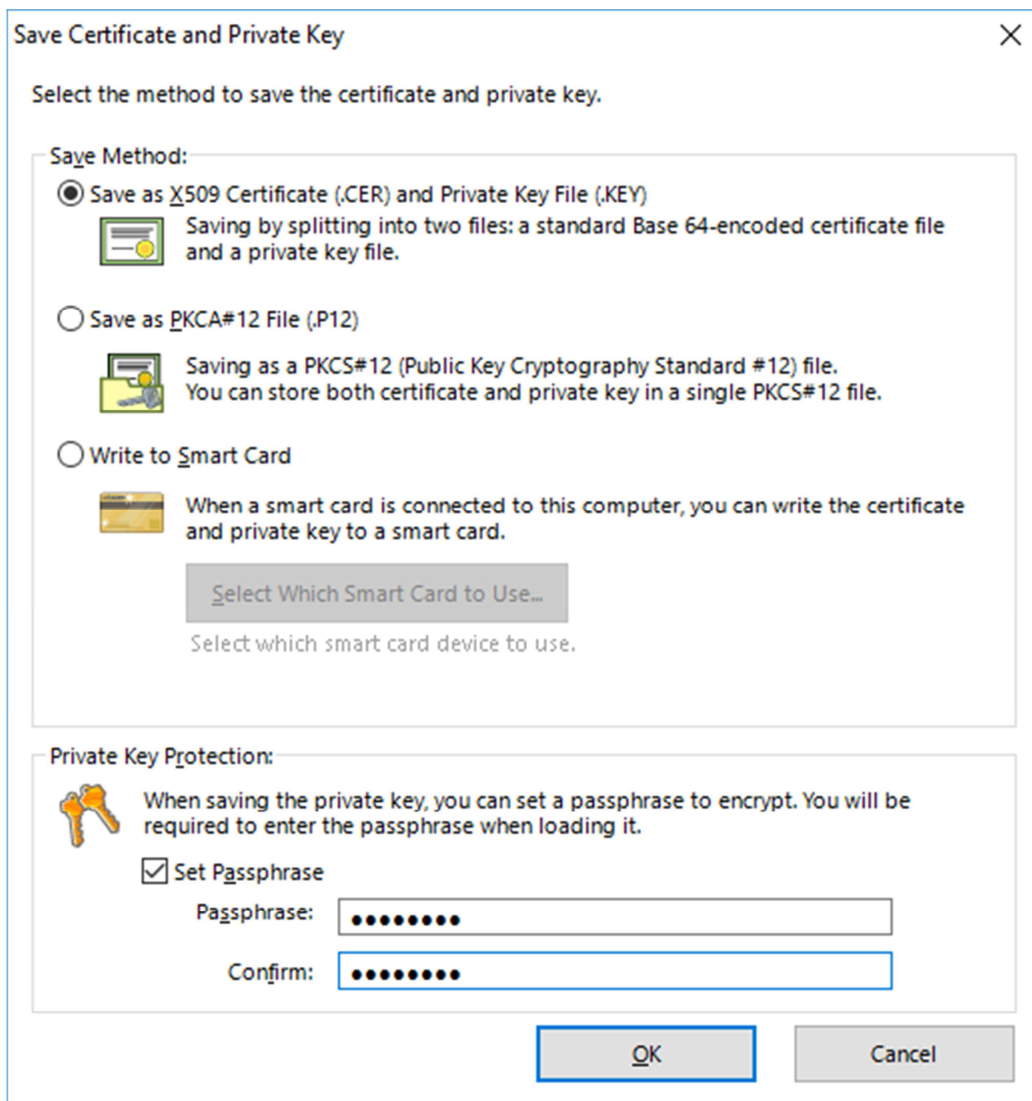 Save Certificate and Private Key
Select the method to save the certificate and private key.
Save Method:
Save as X509 Certificate (.CER) and Private Key File (.KEY)
Saving by splitting into two files: a standard Base 64-encoded certificate file
and a private key file.
Save as PKCA#12 File (.P12)
Saving as a PKCS#12 (Public Key Cryptography Standard #12) file.
You can store both certificate and private key in a single PKCS#12 file.
Write to Smart Card
When a smart card is connected to this computer, you can write the certificate
and private key to a smart card.
Select Which Smart Card to Use...
Select which smart card device to use.
Private Key Protection:
When saving the private key, you can set a passphrase to encrypt. You will be
required to enter the passphrase when loading it.
Set Passphrase
Passphrase: ●●●●●●●●
Confirm: ●●●●●●●●
OK Cancel